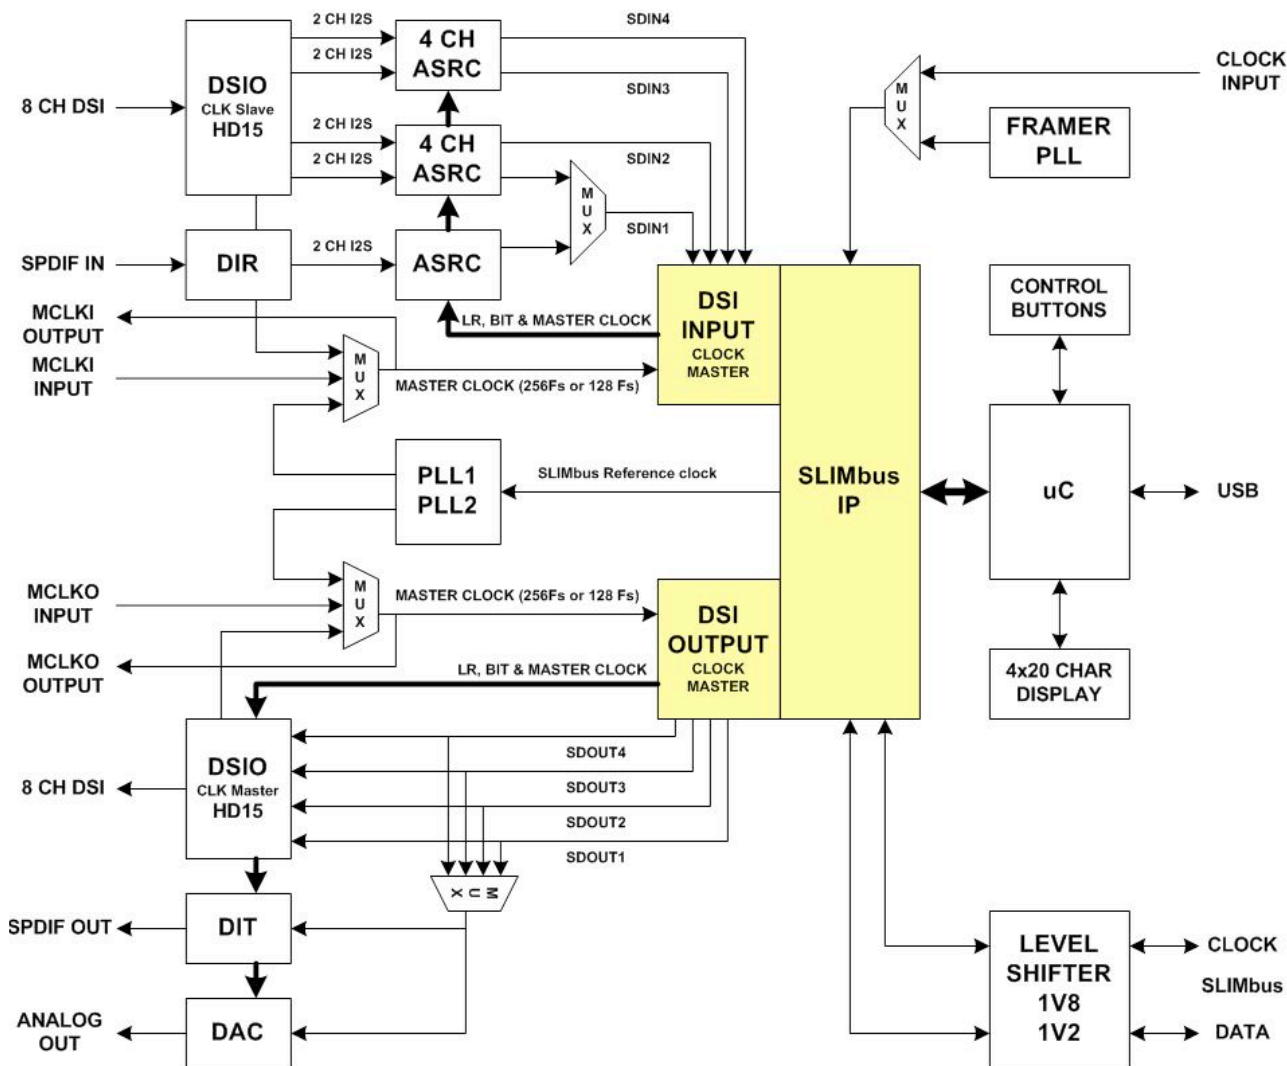 8 CH DSI
DSIO
CLK Slave
HD15
2 CH I2S
2 CH I2S
2 CH I2S
2 CH I2S
4 CH
ASRC
4 CH
ASRC
SDIN4
SDIN3
SDIN2
SDIN1
MUX
MUX
CLOCK
INPUT
FRAMER
PLL
SPDIF IN
DIR
2 CH I2S
ASRC
MCLKI
OUTPUT
MCLKI
INPUT
MUX
LR, BIT & MASTER CLOCK
MASTER CLOCK (256Fs or 128 Fs)
DSI
INPUT
CLOCK
MASTER
CONTROL
BUTTONS
PLL1
PLL2
SLIMbus Reference clock
SLIMbus
IP
uC
USB
MCLKO
INPUT
MCLKO
OUTPUT
MUX
MASTER CLOCK (256Fs or 128 Fs)
LR, BIT & MASTER CLOCK
DSI
OUTPUT
CLOCK
MASTER
4x20 CHAR
DISPLAY
8 CH DSI
DSIO
CLK Master
HD15
SDOUT4
SDOUT3
SDOUT2
SDOUT1
MUX
SPDIF OUT
DIT
ANALOG
OUT
DAC
LEVEL
SHIFTER
1V8
1V2
CLOCK
SLIMbus
DATA